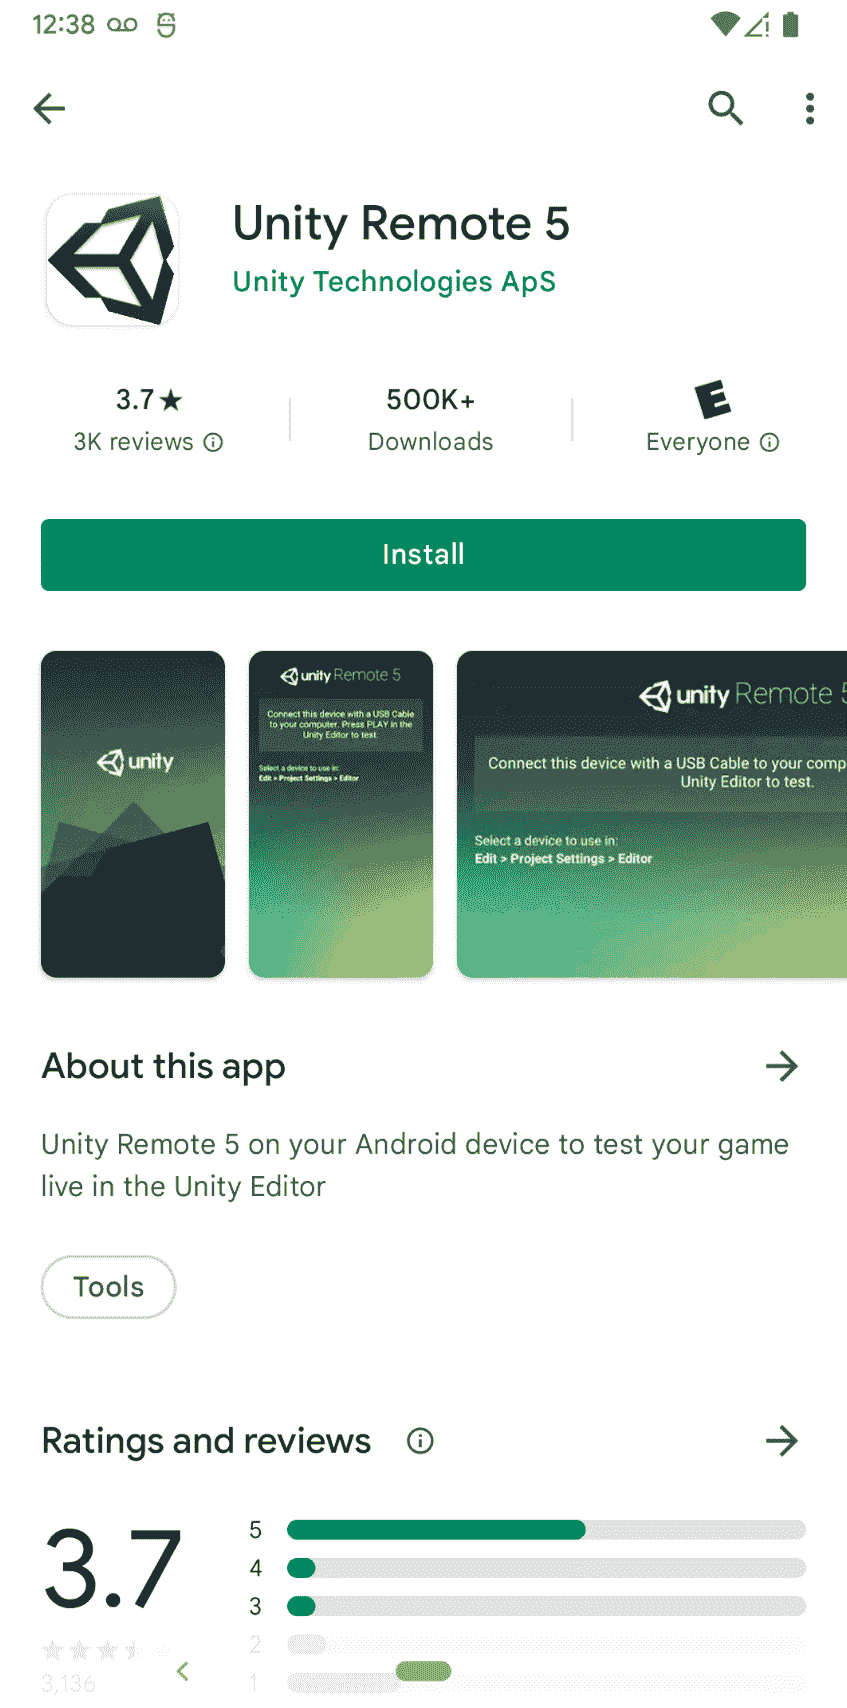 12:38
Unity Remote 5
Unity Technologies ApS
3.7★
3K reviews
500K+
Downloads
E
Everyone
Install
unity
unity Remote 5
Connect this device with a USB Cable
to your computer. Press PLAY in the
Unity Editor to test.
Select a device to use in:
Edit > Project Settings > Editor
unity Remote 5
Connect this device with a USB Cable to your comp
Unity Editor to test.
Select a device to use in:
Edit > Project Settings > Editor
About this app
Unity Remote 5 on your Android device to test your game
live in the Unity Editor
Tools
Ratings and reviews
3.7
3,136
5
4
3
2
1